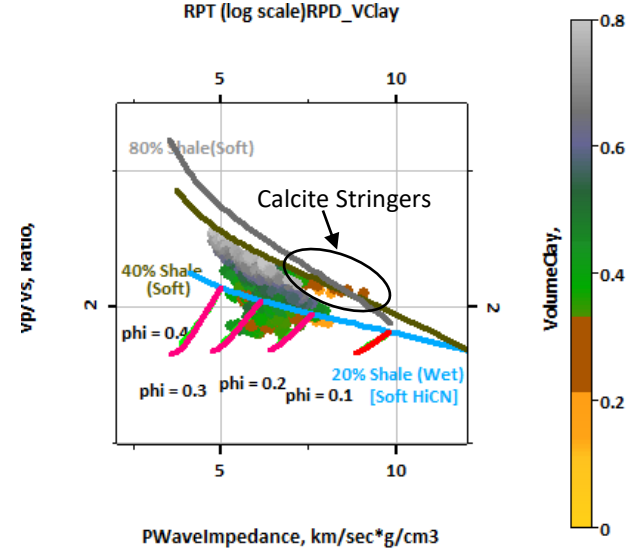 RPT (log scale)RPD_VClay
5
10
80% Shale(Soft)
Calcite Stringers
40% Shale
(Soft)
Vp/Vs, Ratio,
2
2
phi = 0.4
phi = 0.3
phi = 0.2
phi = 0.1
20% Shale (Wet)
[Soft HiCN]
5
10
PWaveImpedance, km/sec*g/cm3
VolumeClay,
0.8
0.6
0.4
0.2
0